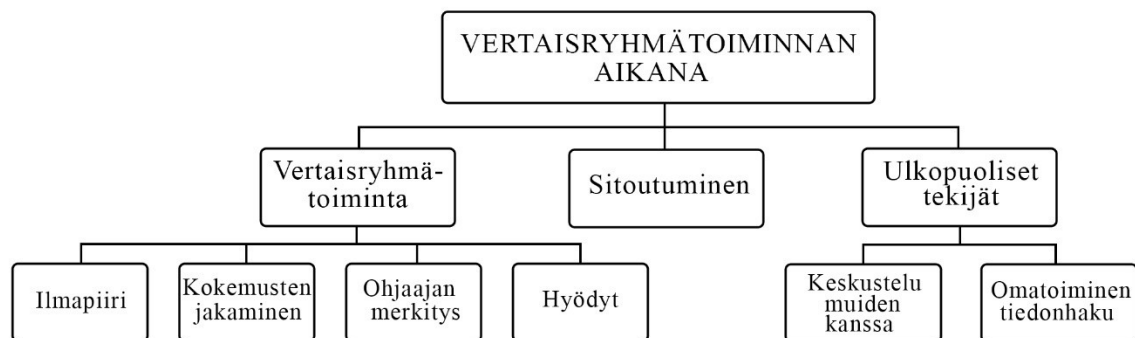 VERTAISRYHMÄTOIMINNAN
AIKANA
Vertaisryhmä-
toiminta
Sitoutuminen
Ulkopuoliset
tekijät
Ilmapiiri
Kokemusten
jakaminen
Ohjaajan
merkitys
Hyödyt
Keskustelu
muiden
kanssa
Omatoiminen
tiedonhaku